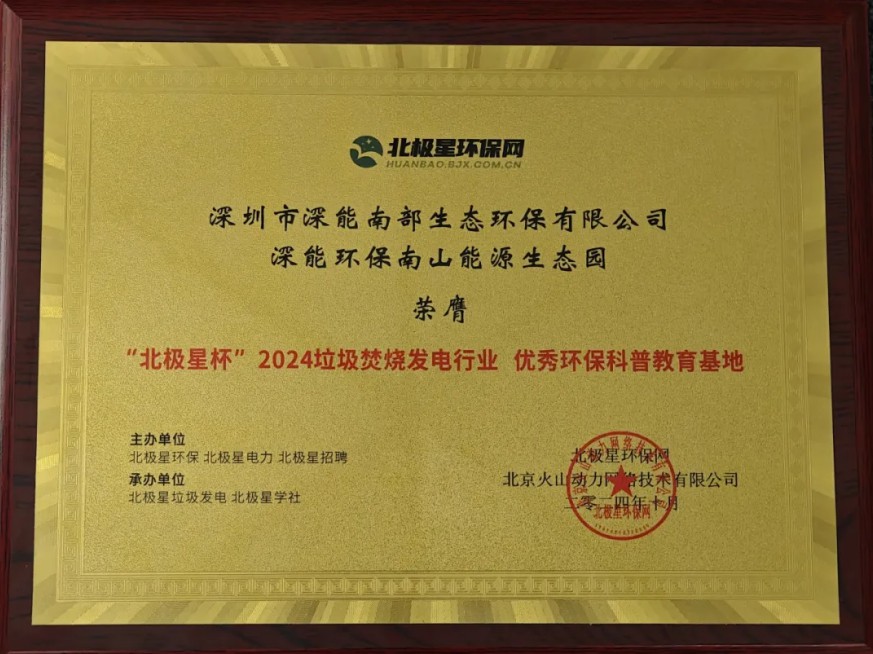 北极星环保网
HUANBAO.BJX.COM.CN
深圳市深能南部生态环保有限公司
深能环保南山能源生态园
荣膺
“北极星杯”2024垃圾焚烧发电行业 优秀环保科普教育基地
主办单位
北极星环保 北极星电力 北极星招聘
承办单位
北极星垃圾发电 北极星学社
北极星环保网
北京火山动力网络技术有限公司
二零二四年十月
北极星环保网